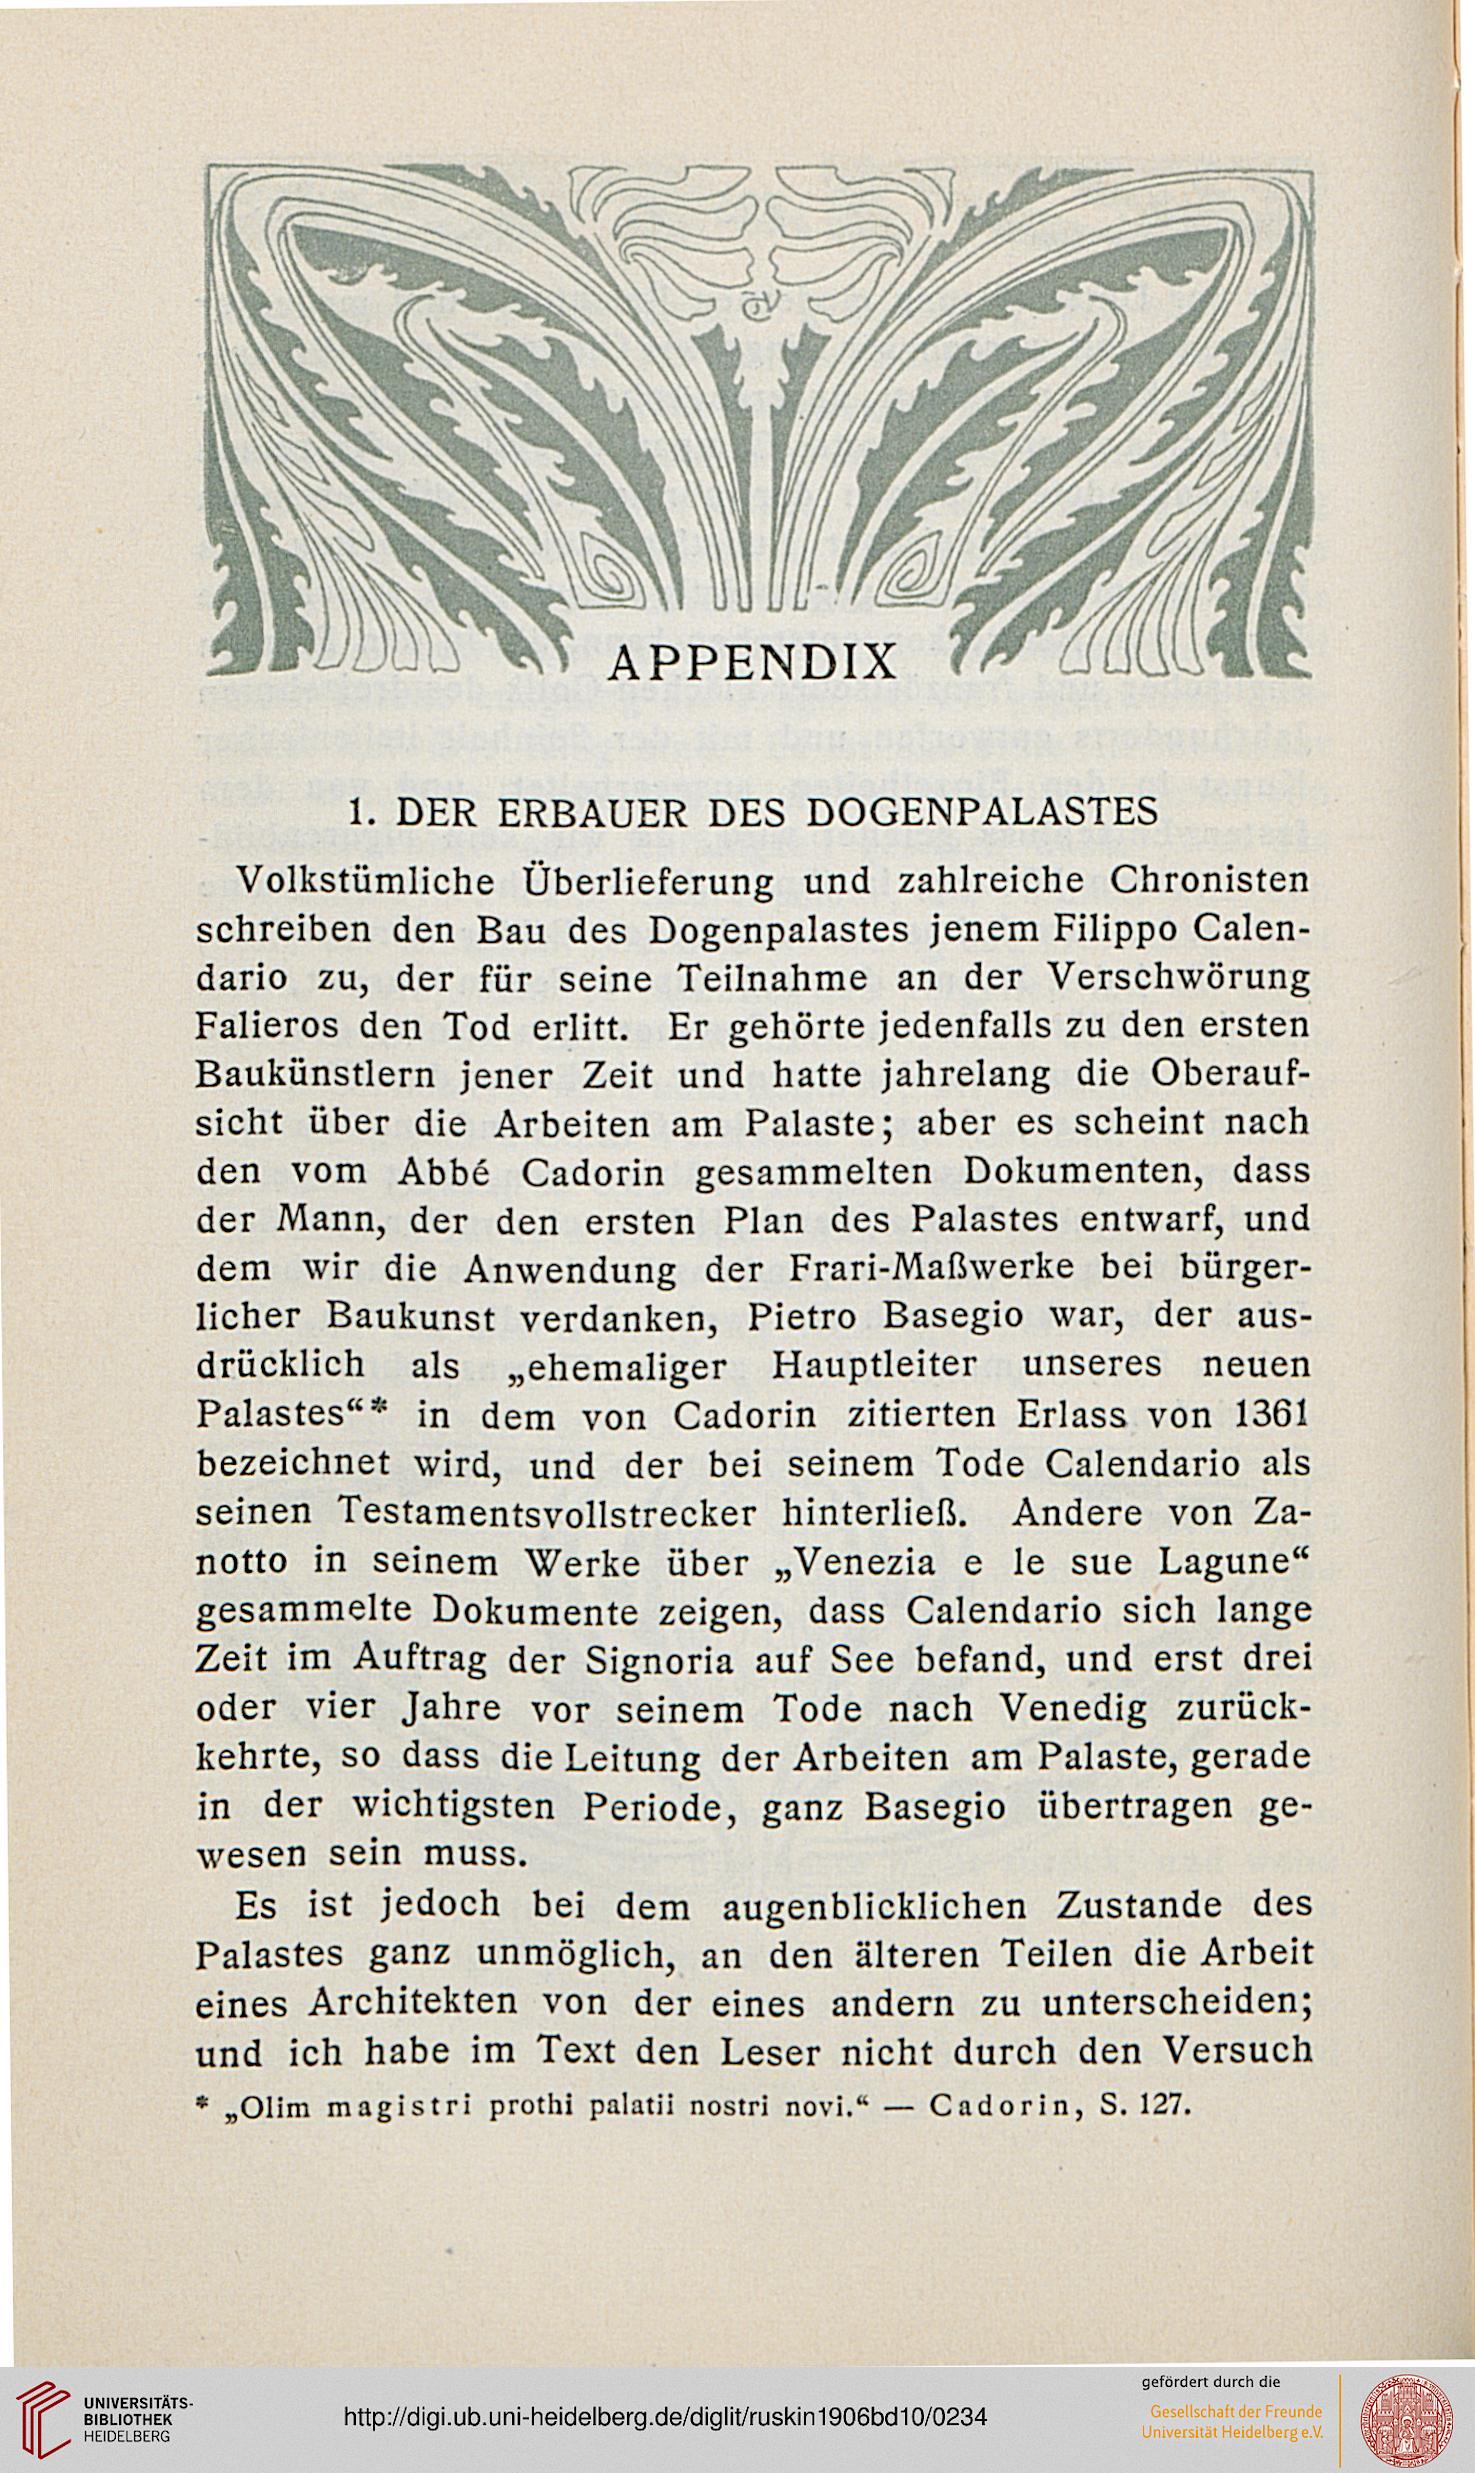 APPENDIX
1. DER ERBAUER DES DOGENPALASTES
Volkstümliche Überlieferung und zahlreiche Chronisten
schreiben den Bau des Dogenpalastes jenem Filippo Calen-
dario zu, der für seine Teilnahme an der Verschwörung
Falieros den Tod erlitt. Er gehörte jedenfalls zu den ersten
Baukünstlern jener Zeit und hatte jahrelang die Oberauf-
sicht über die Arbeiten am Palaste; aber es scheint nach
den vom Abbé Cadorin gesammelten Dokumenten, dass
der Mann, der den ersten Plan des Palastes entwarf, und
dem wir die Anwendung der Frari-Maßwerke bei bürger-
licher Baukunst verdanken, Pietro Basegio war, der aus-
drücklich als „ehemaliger Hauptleiter unseres neuen
Palastes“* in dem von Cadorin zitierten Erlass von 1361
bezeichnet wird, und der bei seinem Tode Calendario als
seinen Testamentsvollstrecker hinterließ. Andere von Za-
notto in seinem Werke über „Venezia e le sue Lagune“
gesammelte Dokumente zeigen, dass Calendario sich lange
Zeit im Auftrag der Signoria auf See befand, und erst drei
oder vier Jahre vor seinem Tode nach Venedig zurück-
kehrte, so dass die Leitung der Arbeiten am Palaste, gerade
in der wichtigsten Periode, ganz Basegio übertragen ge-
wesen sein muss.
Es ist jedoch bei dem augenblicklichen Zustande des
Palastes ganz unmöglich, an den älteren Teilen die Arbeit
eines Architekten von der eines andern zu unterscheiden;
und ich habe im Text den Leser nicht durch den Versuch
* „Olim magistri prothi palatii nostri novi.“ — Cadorin, S. 127.
UNIVERSITÄTS-
BIBLIOTHEK
HEIDELBERG
http://digi.ub.uni-heidelberg.de/diglit/ruskin1906bd10/0234
gefördert durch die
Gesellschaft der Freunde
Universität Heidelberg e.V.